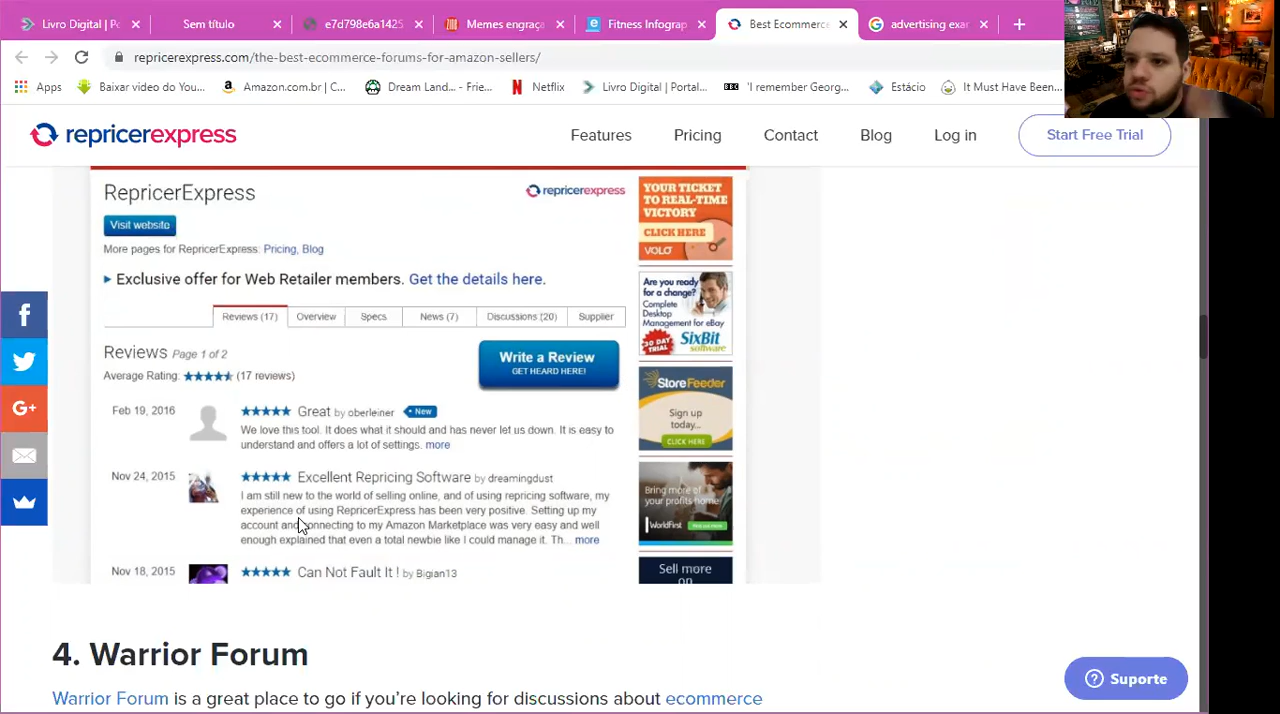 Livro Digital | Po
Sem título
e7d798e6a1425
Memes engraça
Fitness Infograp
Best Ecommerc
advertising exar
repricerexpress.com/the-best-ecommerce-forums-for-amazon-sellers/
Apps
Baixar video do You...
Amazon.com.br | C...
Dream Land... - Frie...
Netflix
Livro Digital | Portal...
BBC
'I remember Georg...
Estácio
It Must Have Been...
repricerexpress
Features
Pricing
Contact
Blog
Log in
Start Free Trial
RepricerExpress
repricerexpress
Visit website
More pages for RepricerExpress: Pricing, Blog
Exclusive offer for Web Retailer members. Get the details here.
Reviews (17)
Overview
Specs
News (7)
Discussions (20)
Supplier
Reviews Page 1 of 2
Average Rating: (17 reviews)
Write a Review
GET HEARD HERE!
Feb 19, 2016
Great by oberleiner
New
We love this tool. It does what it should and has never let us down. It is easy to
understand and offers a lot of settings. more
Nov 24, 2015
Excellent Repricing Software by dreamingdust
I am still new to the world of selling online, and of using repricing software, my
experience of using RepricerExpress has been very positive. Setting up my
account and connecting to my Amazon Marketplace was very easy and well
enough explained that even a total newbie like I could manage it. Th... more
Nov 18, 2015
Can Not Fault It ! by Bigian13
YOUR TICKET
TO REAL-TIME
VICTORY
CLICK HERE
VOLO
Are you ready
for a change?
Complete
Desktop
Management for eBay
30 DAY
TRIAL
SixBit
software
StoreFeeder
Sign up
today...
CLICK HERE
Bring more of
your profits home
WorldFirst
Find out more
Sell more
on
f
G+
4. Warrior Forum
Warrior Forum is a great place to go if you're looking for discussions about ecommerce
Suporte